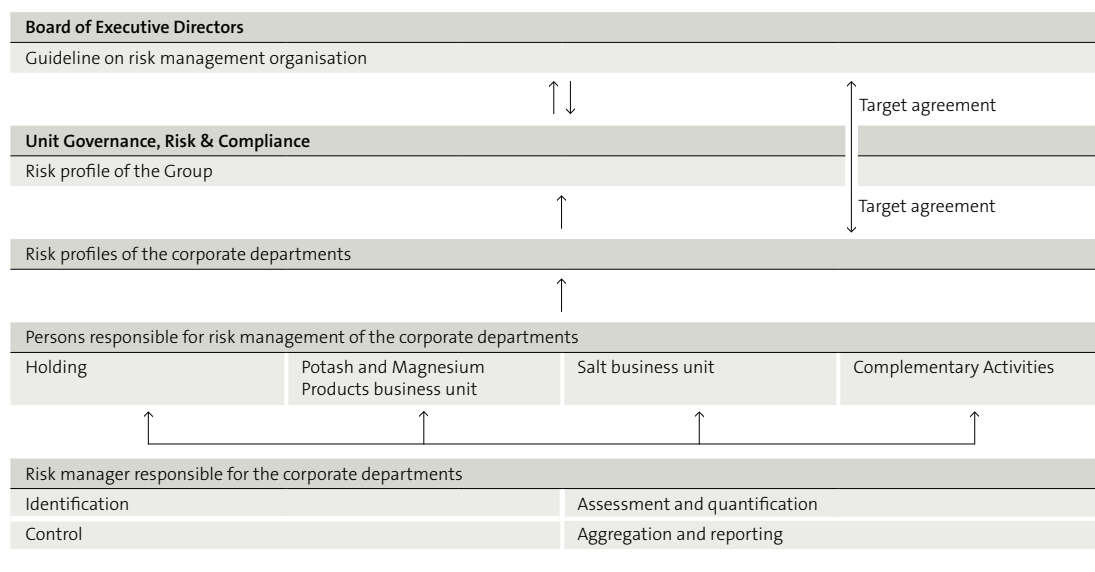 Board of Executive Directors
Guideline on risk management organisation
Target agreement
Unit Governance, Risk & Compliance
Risk profile of the Group
Target agreement
Risk profiles of the corporate departments
Persons responsible for risk management of the corporate departments
Holding
Potash and Magnesium
Products business unit
Salt business unit
Complementary Activities
Risk manager responsible for the corporate departments
Identification
Assessment and quantification
Control
Aggregation and reporting